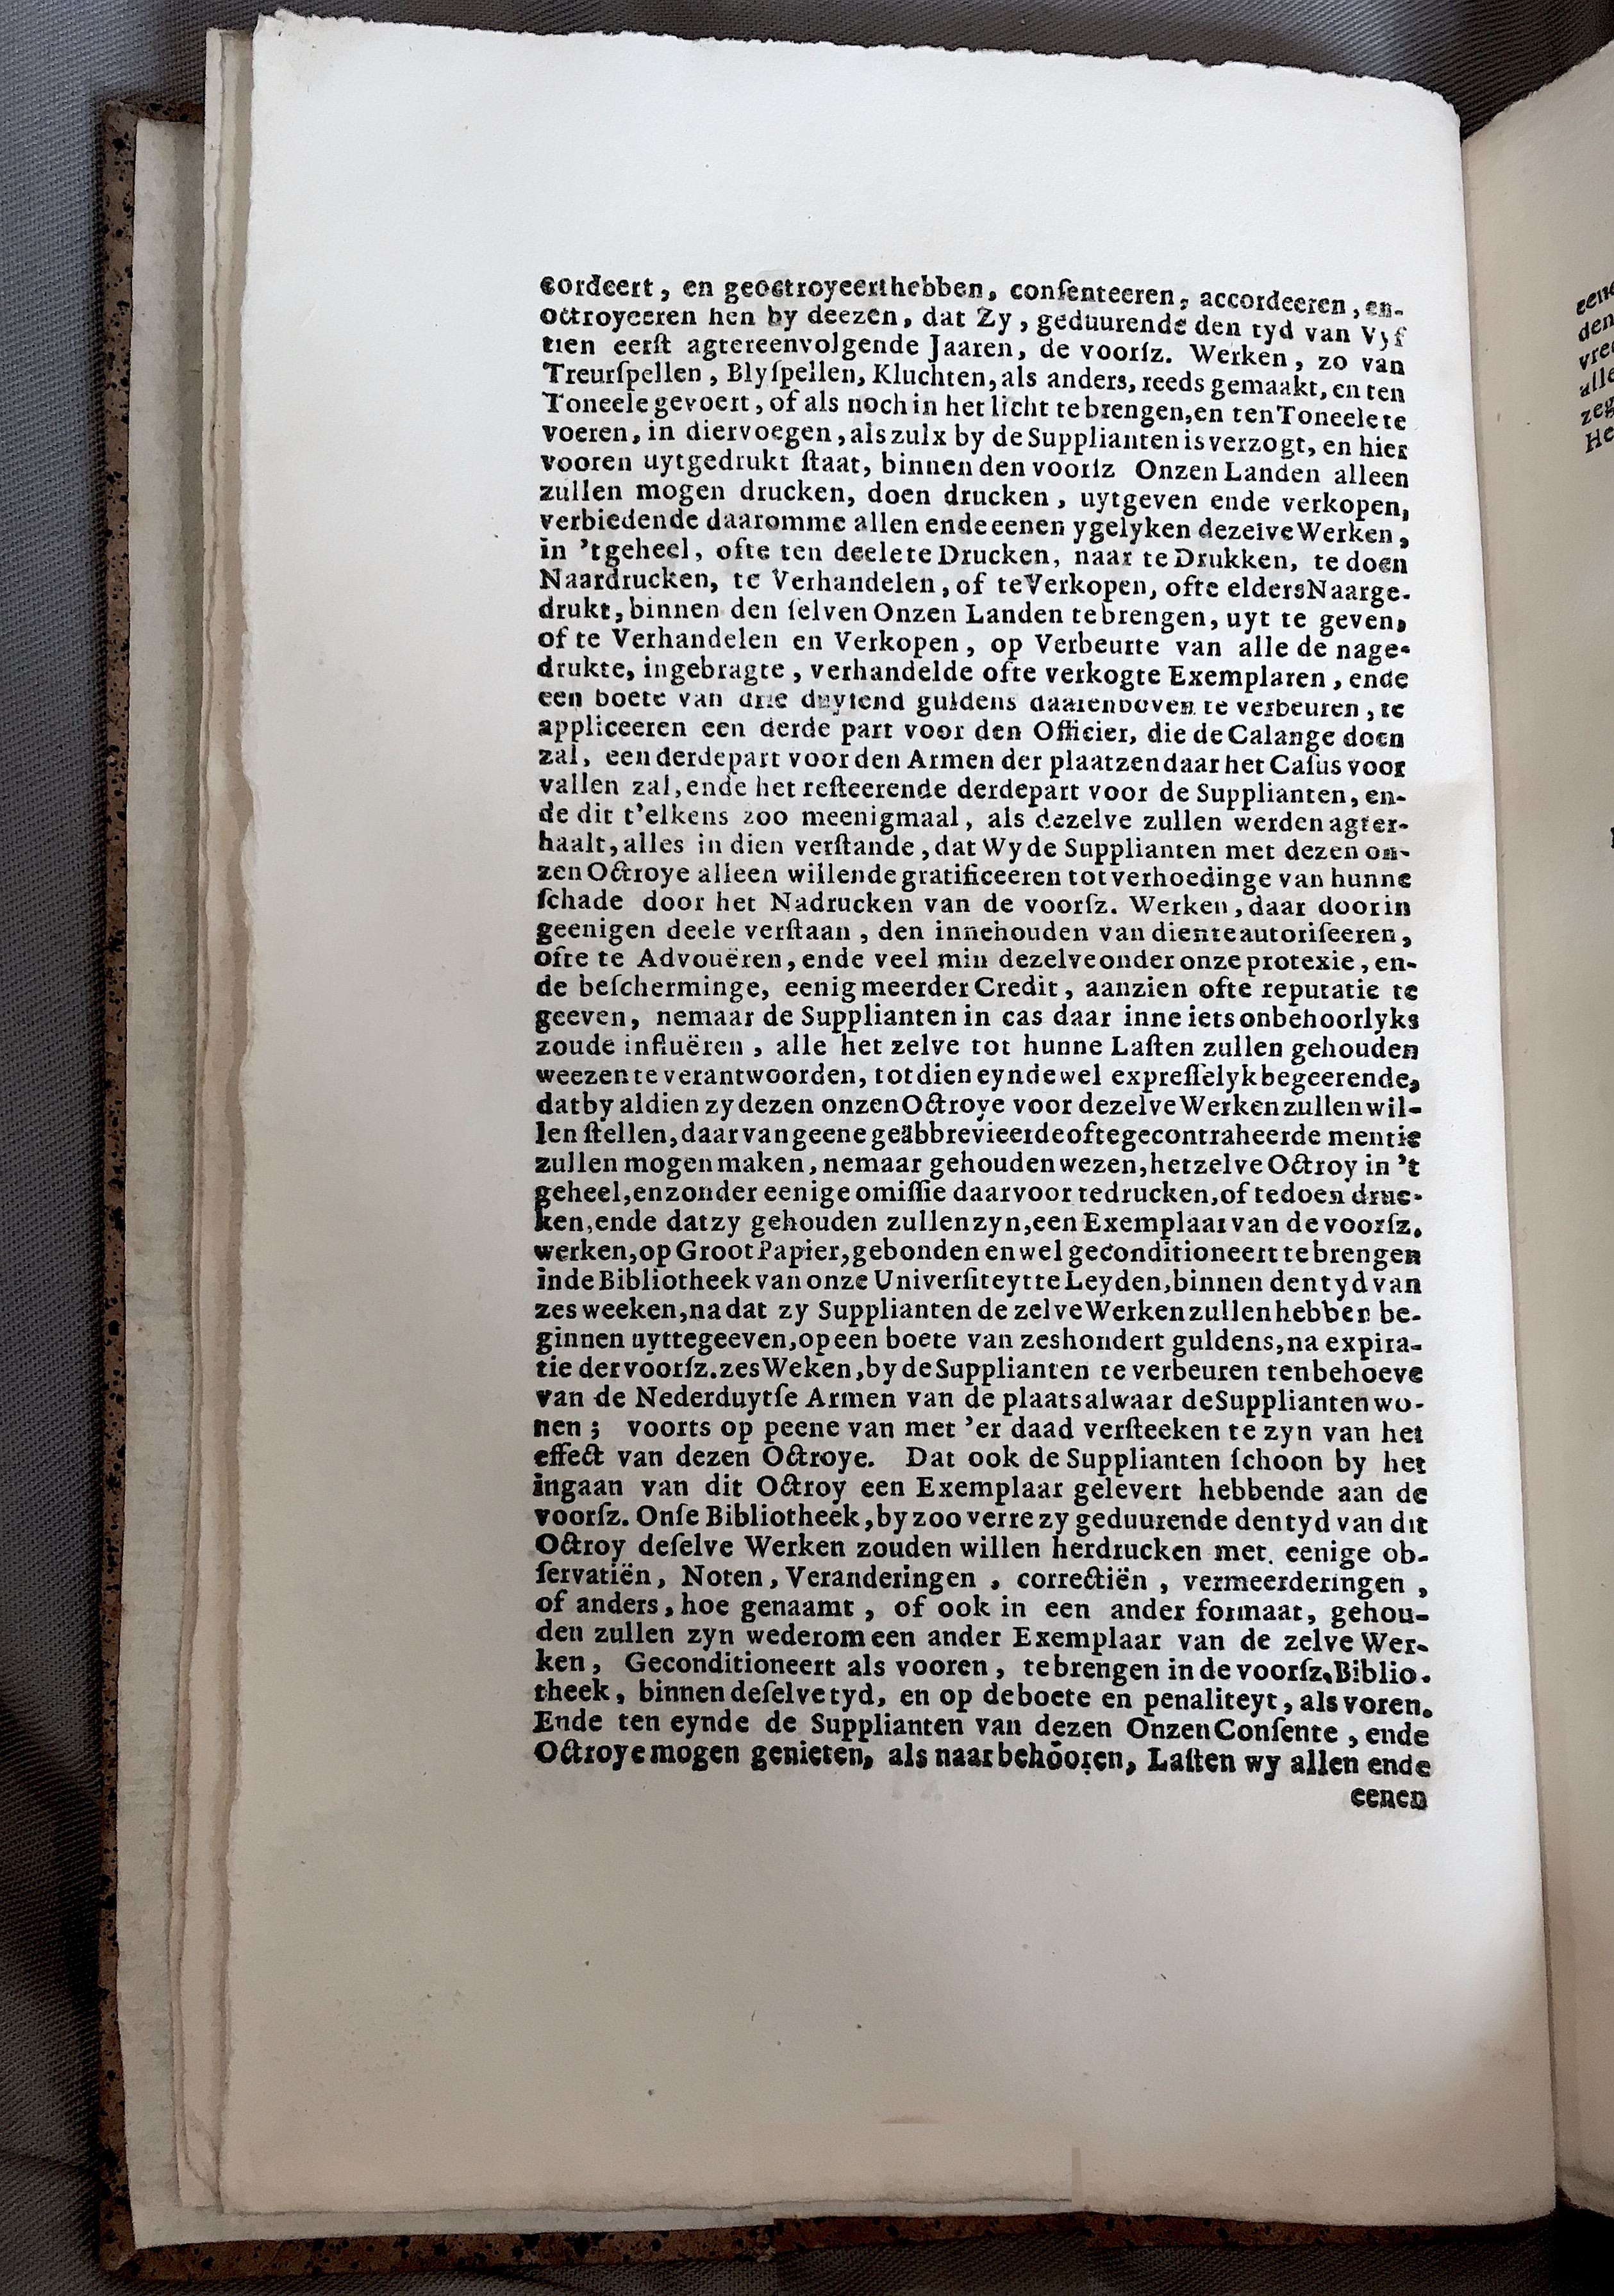 cordeert, en geoctroyeert hebben, conſenteeren, accordeeren, en-
octroyeeren hen by deezen, dat Zy, geduurende den tyd van Vyf
tien eerſt agtereenvolgende Jaaren, de voorſz. Werken, zo van
Treurſpellen, Blyſpellen, Kluchten, als anders, reeds gemaakt, en ten
Toneele gevoert, of als noch in het licht te brengen, en ten Toneele te
voeren, in diervoegen, als zulx by de Supplianten is verzogt, en hier
vooren uytgedrukt ſtaat, binnen den voorſz Onzen Landen alleen
zullen mogen drucken, doen drucken, uytgeven ende verkopen,
verbiedende daaromme allen ende eenen ygelyken dezelve Werken,
in 't geheel, ofte ten deele te Drucken, naar te Drukken, te doen
Naardrucken, te Verhandelen, of te Verkopen, ofte elders Naarge-
drukt, binnen den ſelven Onzen Landen te brengen, uyt te geven,
of te Verhandelen en Verkopen, op Verbeurte van alle de nage-
drukte, ingebragte, verhandelde ofte verkogte Exemplaren, ende
een boete van drie duyſend guldens daarenboven te verbeuren, te
appliceeren een derde part voor den Officier, die de Calange doen
zal, een derdepart voor den Armen der plaatzen daar het Caſus voor
vallen zal, ende het reſteerende derdepart voor de Supplianten, en-
de dit t'elkens zoo meenigmaal, als dezelve zullen werden agter-
haalt, alles in dien verſtande, dat Wy de Supplianten met dezen on-
zen Octroye alleen willende gratificeeren tot verhoedinge van hunne
ſchade door het Nadrucken van de voorſz. Werken, daar door in
geenigen deele verſtaan, den innehouden van dien te autoriſeeren,
ofte te Advouëren, ende veel min dezelve onder onze protexie, en-
de beſcherminge, eenig meerder Credit, aanzien ofte reputatie te
geeven, nemaar de Supplianten in cas daar inne iets onbehoorlyks
zoude influëren, alle het zelve tot hunne Laſten zullen gehouden
weezen te verantwoorden, tot dien eynde wel expreſſelyk begeerende,
dat by aldien zy dezen onzen Octroye voor dezelve Werken zullen wil-
len ſtellen, daar van geene geäbbrevieerde ofte gecontraheerde mentie
zullen mogen maken, nemaar gehouden wezen, het zelve Octroy in 't
geheel, en zonder eenige omiſſie daar voor te drucken, of te doen druc-
ken, ende dat zy gehouden zullen zyn, een Exemplaar van de voorſz.
werken, op Groot Papier, gebonden en wel geconditioneert te brengen
in de Bibliotheek van onze Univerſiteyt te Leyden, binnen den tyd van
zes weeken, na dat zy Supplianten de zelve Werken zullen hebben be-
ginnen uyt te geeven, op een boete van zes hondert guldens, na expira-
tie der voorſz. zes Weken, by de Supplianten te verbeuren ten behoeve
van de Nederduytſe Armen van de plaats alwaar de Supplianten wo-
nen; voorts op peene van met 'er daad verſteeken te zyn van het
effect van dezen Octroye. Dat ook de Supplianten ſchoon by het
ingaan van dit Octroy een Exemplaar gelevert hebbende aan de
voorſz. Onſe Bibliotheek, by zoo verre zy geduurende den tyd van dit
Octroy deſelve Werken zouden willen herdrucken met. eenige ob-
ſervatiën, Noten, Veranderingen, correctiën, vermeerderingen,
of anders, hoe genaamt, of ook in een ander formaat, gehou-
den zullen zyn wederom een ander Exemplaar van de zelve Wer-
ken, Geconditioneert als vooren, te brengen in de voorſz. Biblio-
theek, binnen deſelve tyd, en op de boete en penaliteyt, als voren.
Ende ten eynde de Supplianten van dezen Onzen Conſente, ende
Octroye mogen genieten, als naar behooren, Laſten wy allen ende
eenen
eene
den
vre
alle
zeg
He